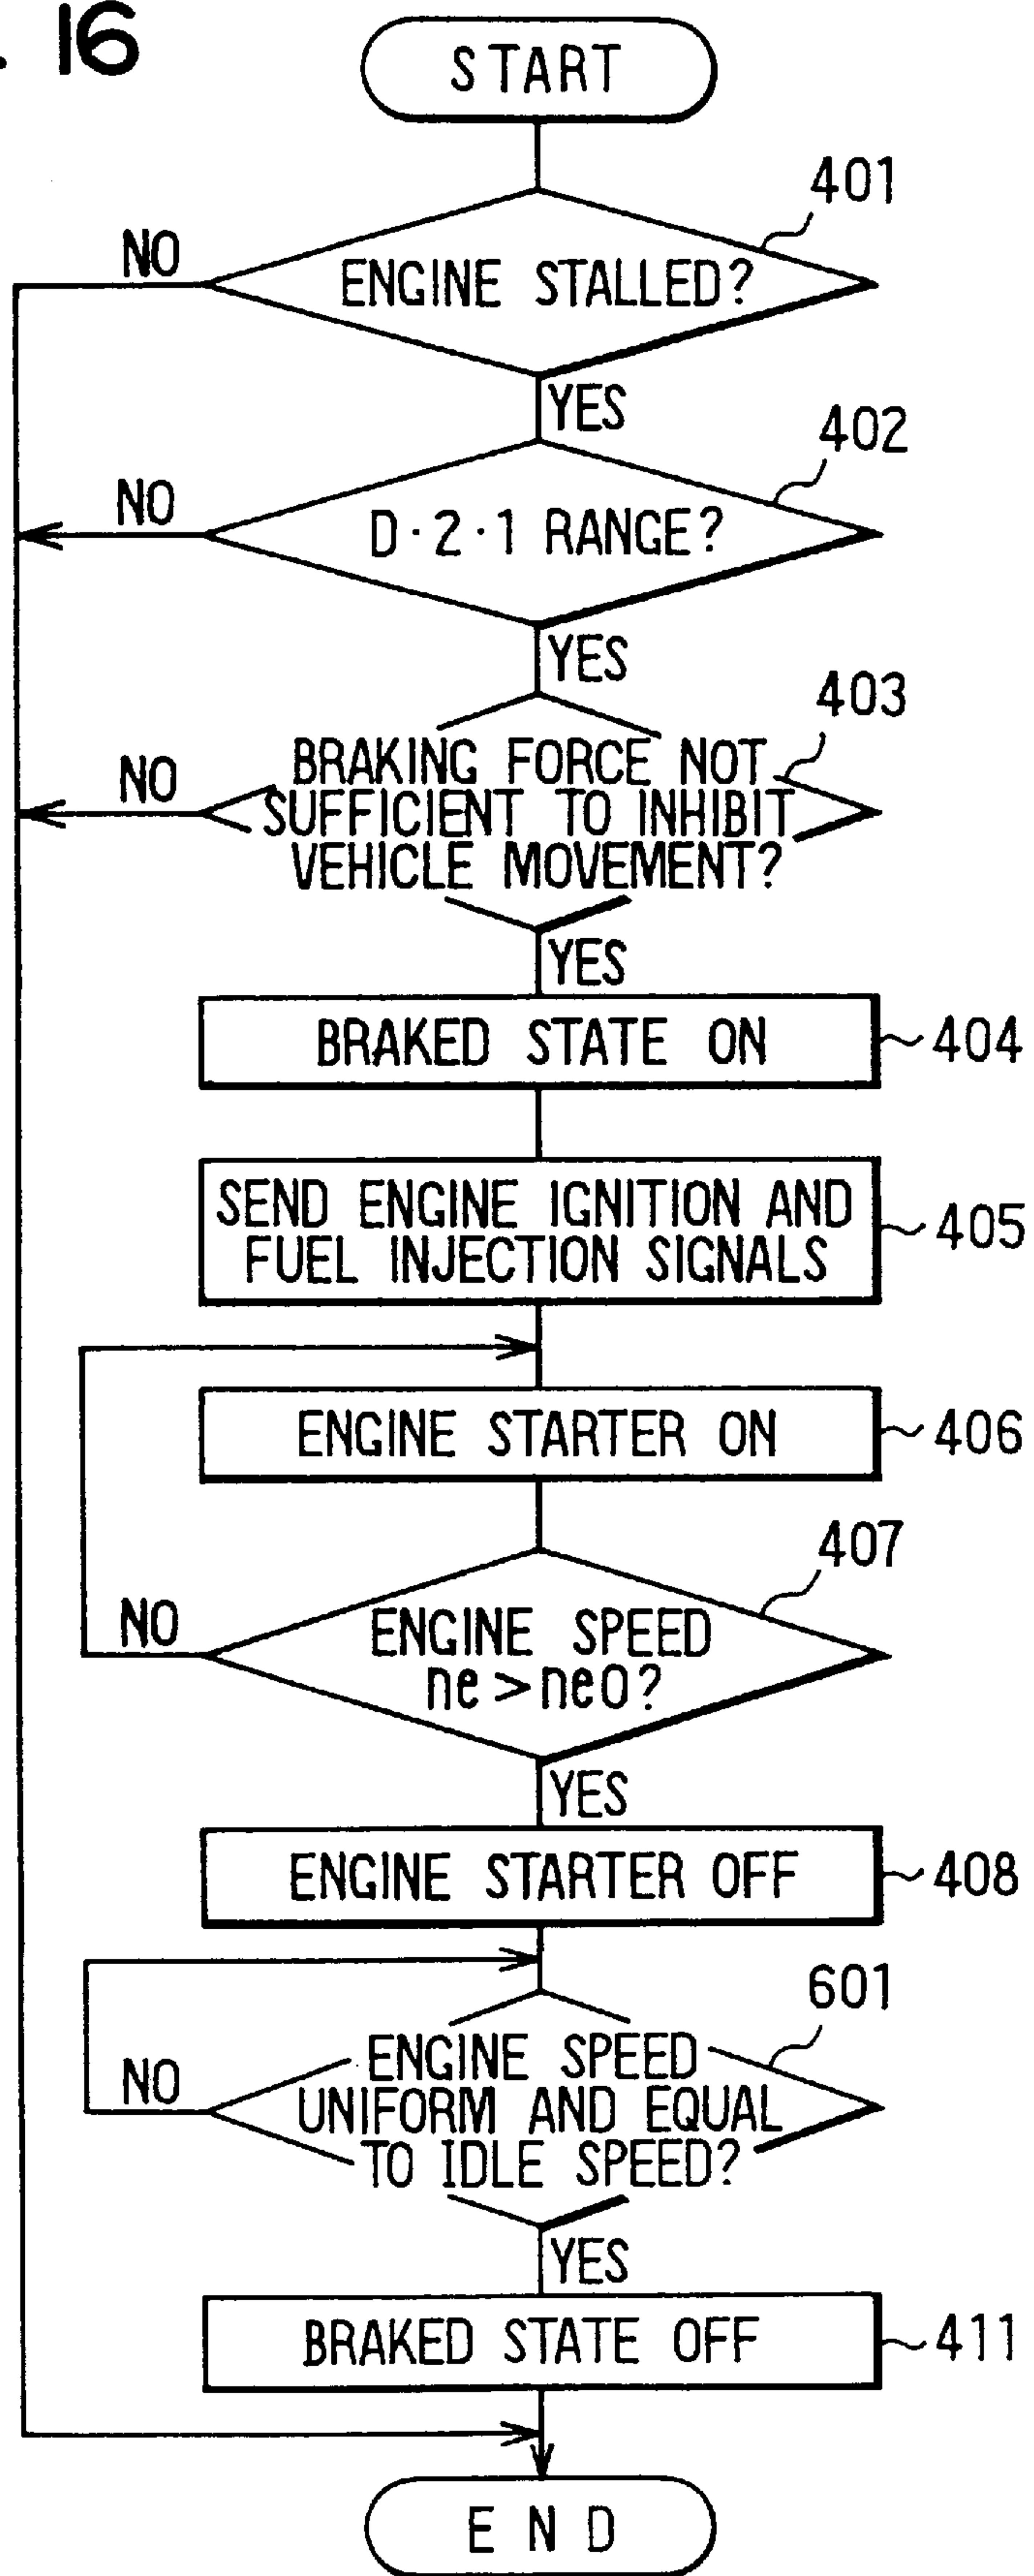 . 16
START
401
NO
ENGINE STALLED?
YES
402
NO
D·2·1 RANGE?
YES
403
NO
BRAKING FORCE NOT
SUFFICIENT TO INHIBIT
VEHICLE MOVEMENT?
YES
BRAKED STATE ON
404
SEND ENGINE IGNITION AND
FUEL INJECTION SIGNALS
405
ENGINE STARTER ON
406
407
NO
ENGINE SPEED
ne > ne0?
YES
ENGINE STARTER OFF
408
601
NO
ENGINE SPEED
UNIFORM AND EQUAL
TO IDLE SPEED?
YES
BRAKED STATE OFF
411
END